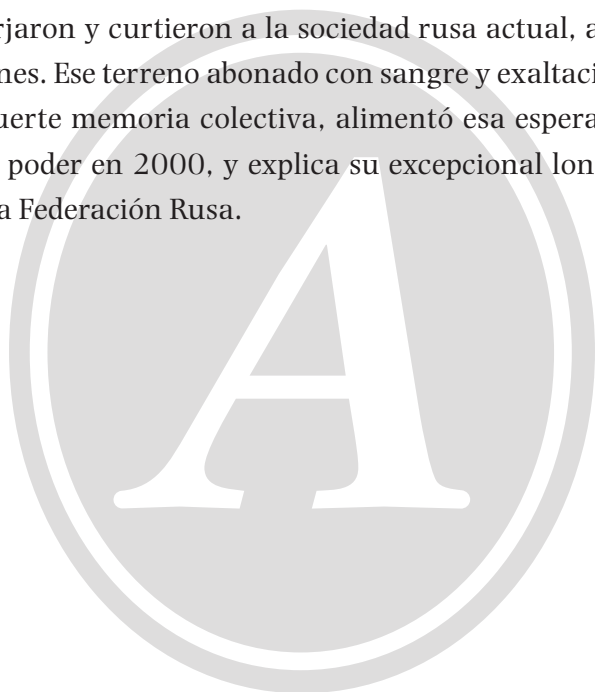 rjaron y curtieron a la sociedad rusa actual, a
nes. Ese terreno abonado con sangre y exaltaci
uerte memoria colectiva, alimentó esa espera
poder en 2000, y explica su excepcional lon
a Federación Rusa.
A